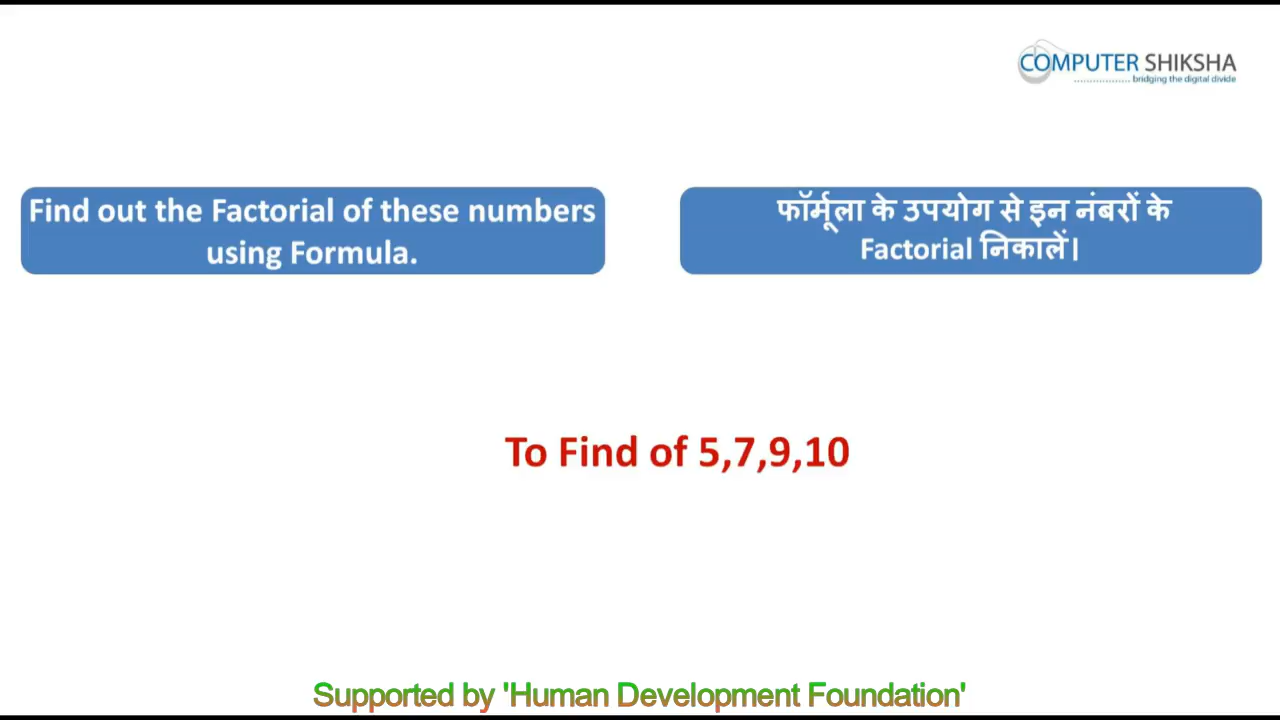 COMPUTER SHIKSHA
.................. bridging the digital divide
Find out the Factorial of these numbers
using Formula.
फॉर्मूला के उपयोग से इन नंबरों के
Factorial निकालें।
To Find of 5,7,9,10
Supported by 'Human Development Foundation'